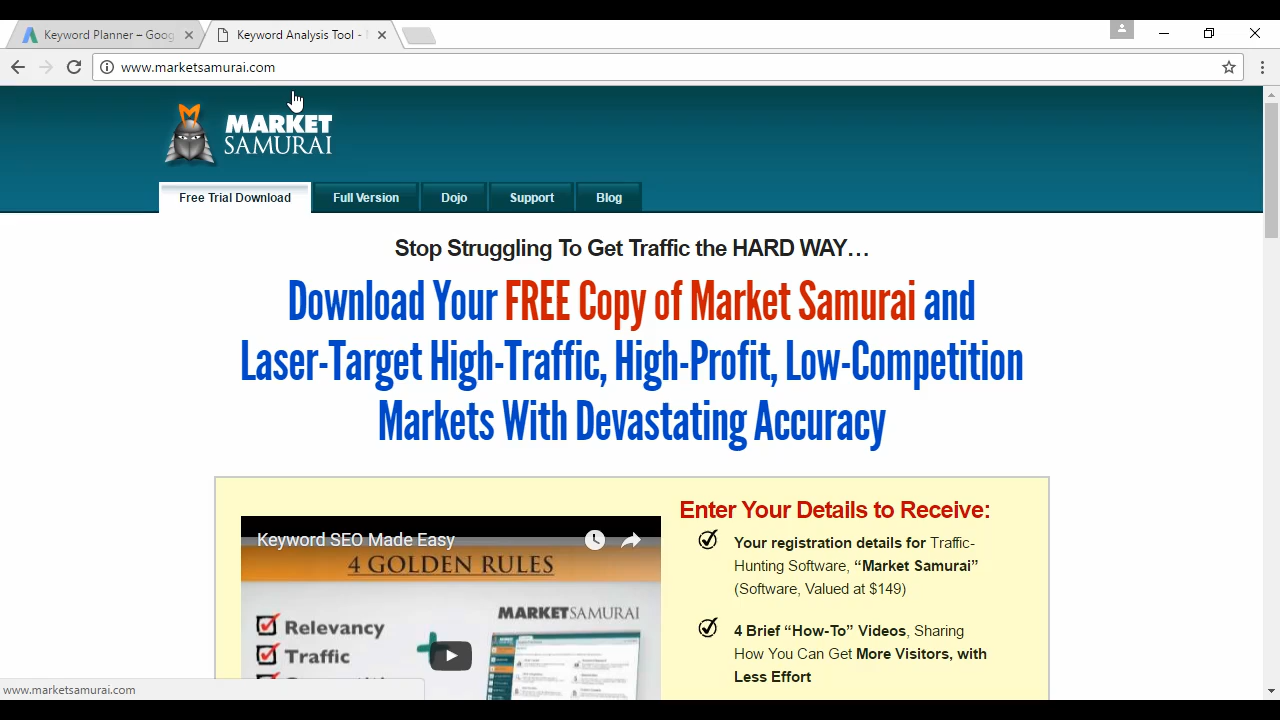 Keyword Planner – Goog
Keyword Analysis Tool -
www.marketsamurai.com
MARKET
SAMURAI
Free Trial Download
Full Version
Dojo
Support
Blog
Stop Struggling To Get Traffic the HARD WAY…
Download Your FREE Copy of Market Samurai and
Laser-Target High-Traffic, High-Profit, Low-Competition
Markets With Devastating Accuracy
Keyword SEO Made Easy
4 GOLDEN RULES
MARKETSAMURAI
Relevancy
Traffic
Enter Your Details to Receive:
Your registration details for Traffic-
Hunting Software, “Market Samurai”
(Software, Valued at $149)
4 Brief “How-To” Videos, Sharing
How You Can Get More Visitors, with
Less Effort
www.marketsamurai.com